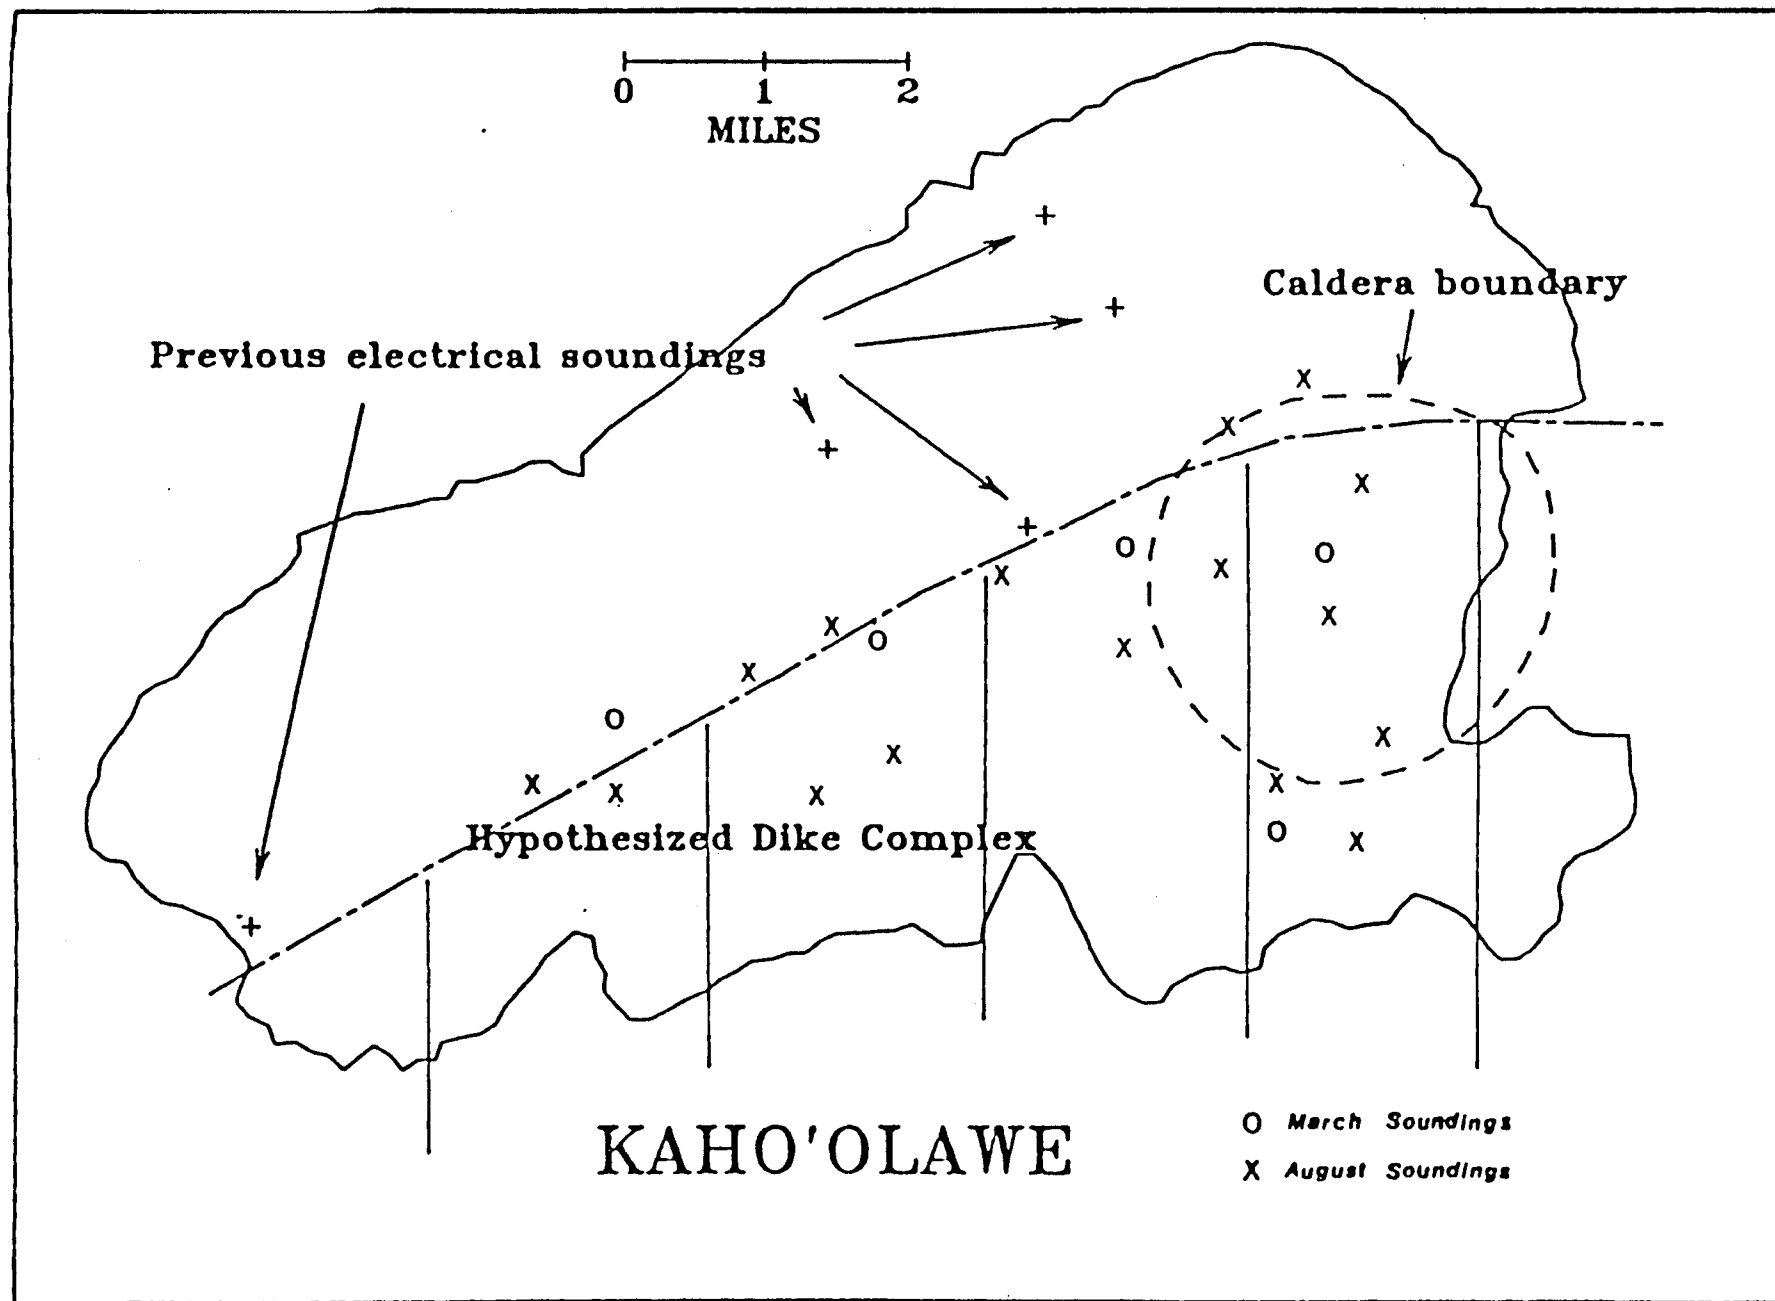 0 1 2
MILES
Caldera boundary
Previous electrical soundings
Hypothesized Dike Complex
KAHO'OLAWE
O March Soundings
X August Soundings